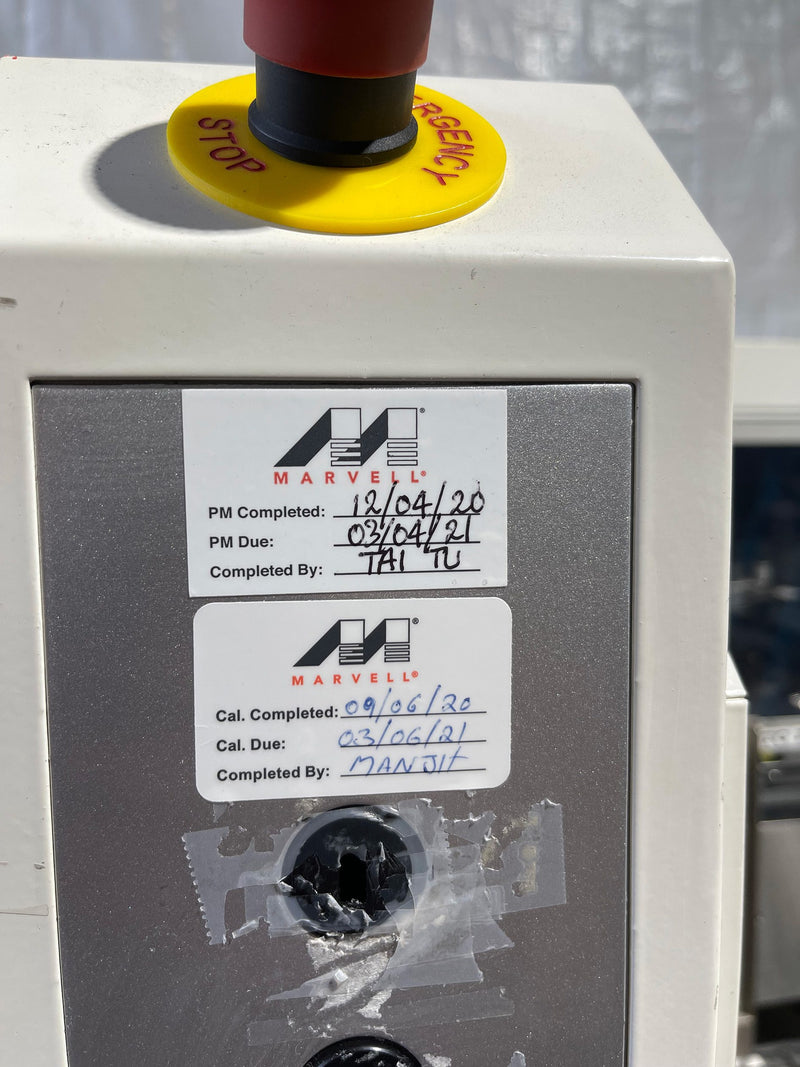 STOP
ERGENCY
MARVELL®
PM Completed: 12/04/20
PM Due: 03/04/21
Completed By: TAI TU
MARVELL®
Cal. Completed: 09/06/20
Cal. Due: 03/06/21
Completed By: MANJIT